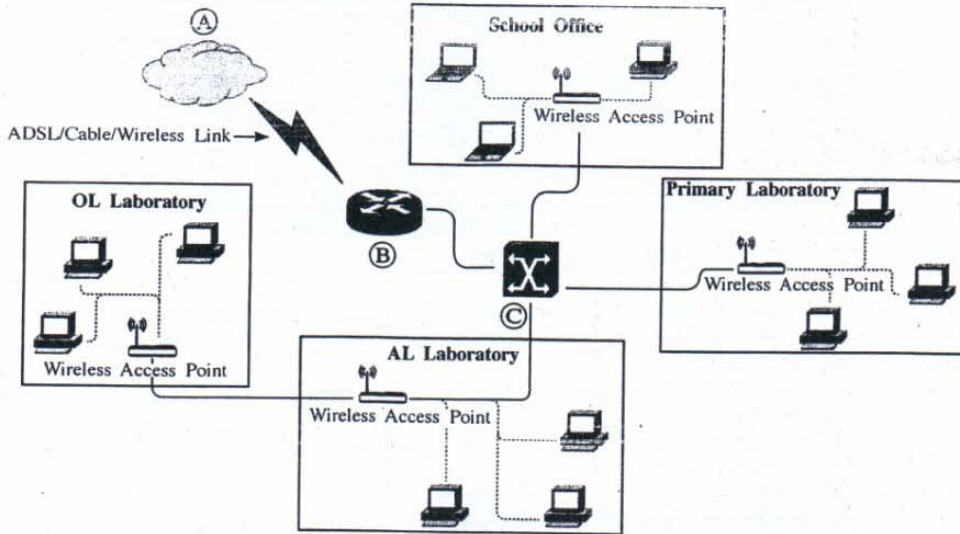 Ⓐ
School Office
Wireless Access Point
ADSL/Cable/Wireless Link
OL Laboratory
Primary Laboratory
Ⓑ
Wireless Access Point
Ⓒ
Wireless Access Point
AL Laboratory
Wireless Access Point